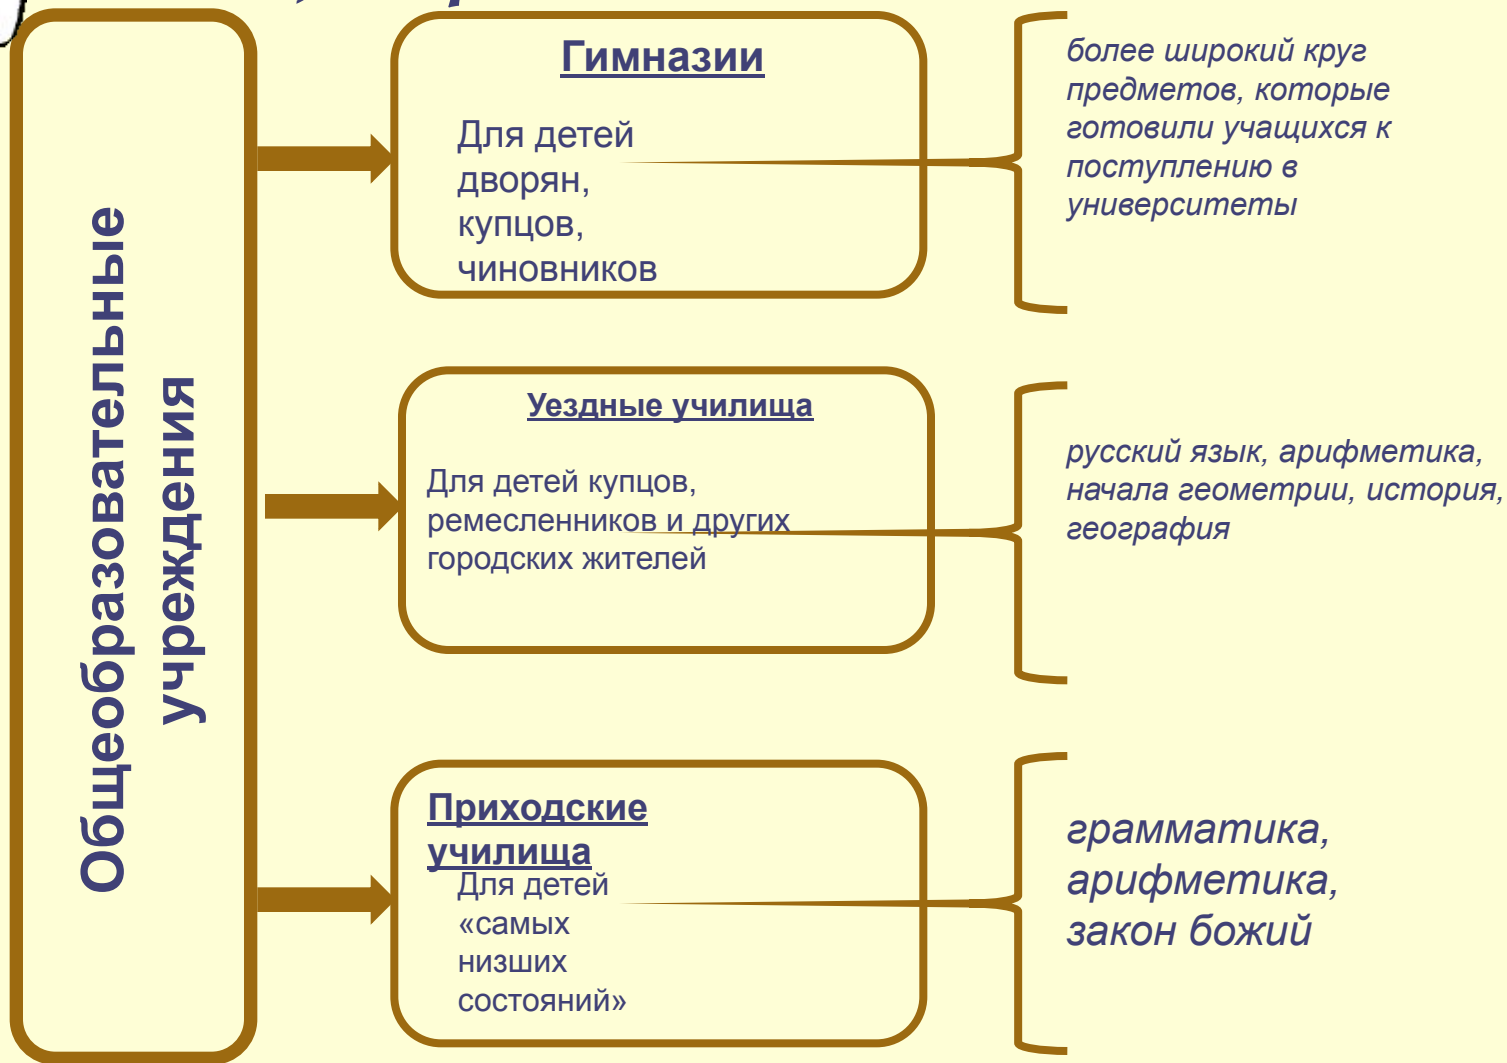 Общеобразовательные
учреждения
Гимназии
Для детей
дворян,
купцов,
чиновников
более широкий круг
предметов, которые
готовили учащихся к
поступлению в
университеты
Уездные училища
Для детей купцов,
ремесленников и других
городских жителей
русский язык, арифметика,
начала геометрии, история,
география
Приходские
училища
Для детей
«самых
низших
состояний»
грамматика,
арифметика,
закон божий